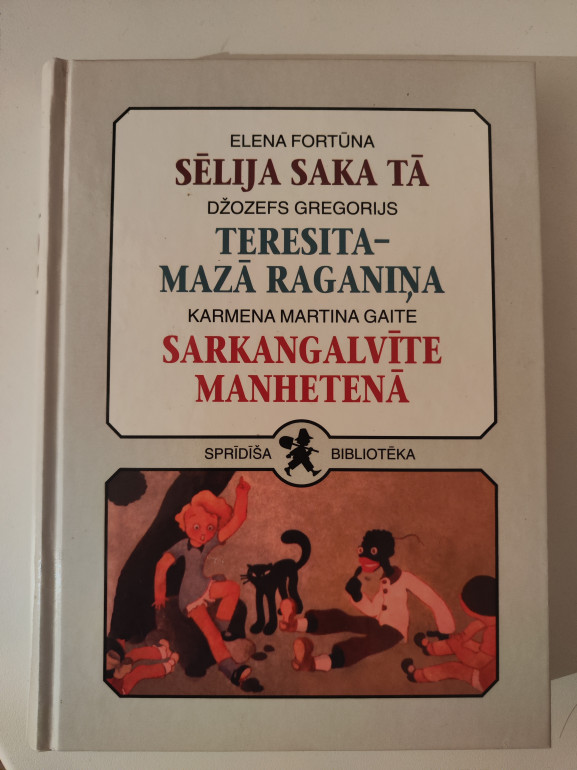 ELENA FORTŪNA
SĒLIJA SAKA TĀ
DŽOZEFS GREGORIJS
TERESITA–
MAZĀ RAGANIŅA
KARMENA MARTINA GAITE
SARKANGALVĪTE
MANHETENĀ
SPRĪDĪŠA BIBLIOTĒKA